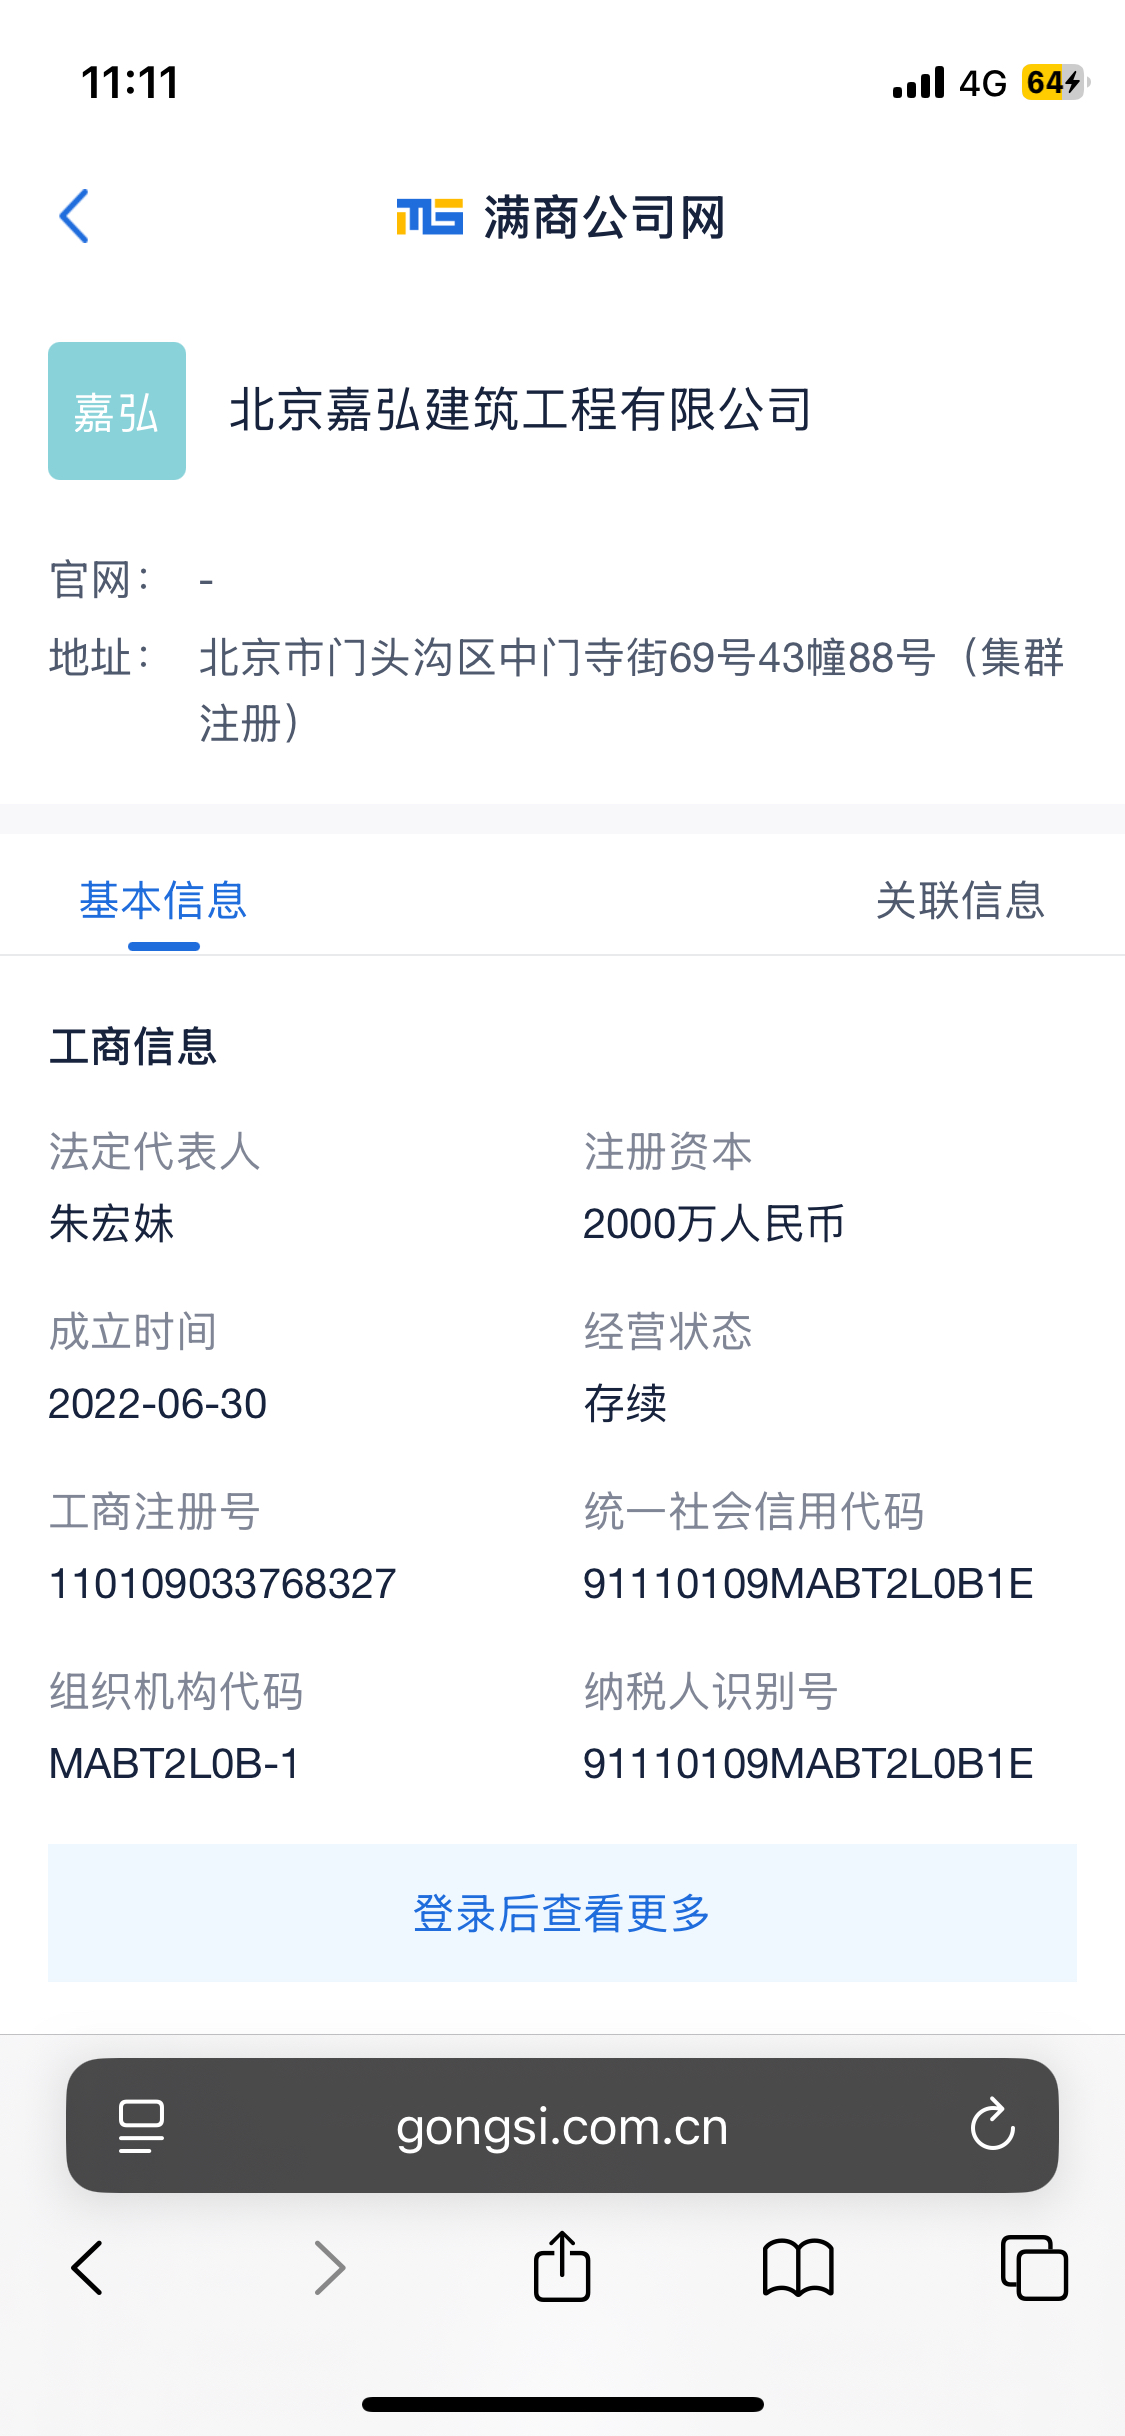 11:11
4G 64
满商公司网
嘉弘
北京嘉弘建筑工程有限公司
官网： -
地址： 北京市门头沟区中门寺街69号43幢88号（集群
注册）
基本信息 关联信息
工商信息
法定代表人 注册资本
朱宏妹 2000万人民币
成立时间 经营状态
2022-06-30 存续
工商注册号 统一社会信用代码
110109033768327 91110109MABT2L0B1E
组织机构代码 纳税人识别号
MABT2L0B-1 91110109MABT2L0B1E
登录后查看更多
gongsi.com.cn